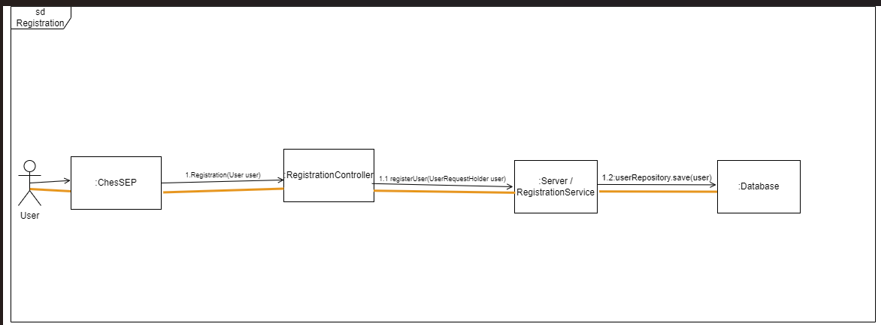 sd
Registration
:ChesSEP
1.Registration(User user)
:RegistrationController
1.1 registerUser(UserRequestHolder user)
:Server /
RegistrationService
1.2:userRepository.save(user)
:Database
User